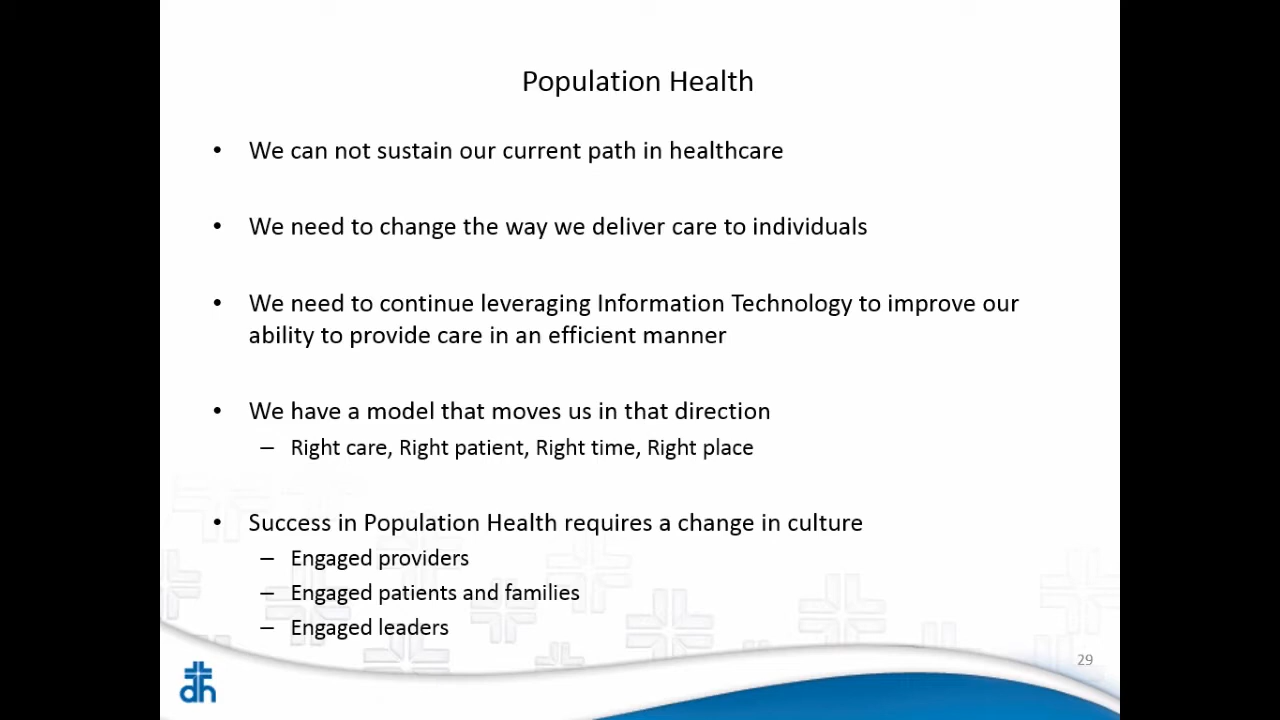 Population Health
• We can not sustain our current path in healthcare
• We need to change the way we deliver care to individuals
• We need to continue leveraging Information Technology to improve our
ability to provide care in an efficient manner
• We have a model that moves us in that direction
– Right care, Right patient, Right time, Right place
• Success in Population Health requires a change in culture
– Engaged providers
– Engaged patients and families
– Engaged leaders
29
dh